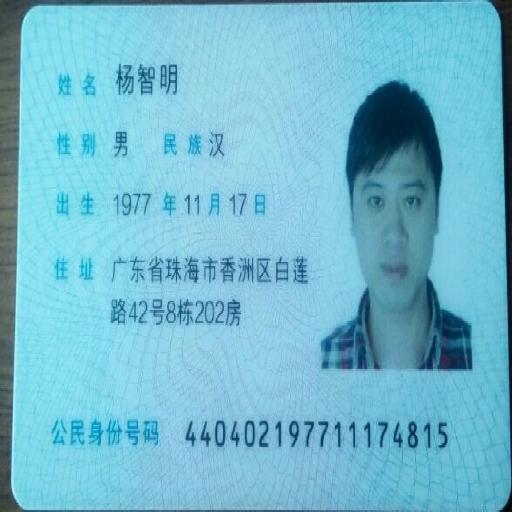 姓名 杨智明
性别 男 民族 汉
出生 1977 年 11 月 17 日
住址 广东省珠海市香洲区白莲
路42号8栋202房
公民身份号码 440402197711174815